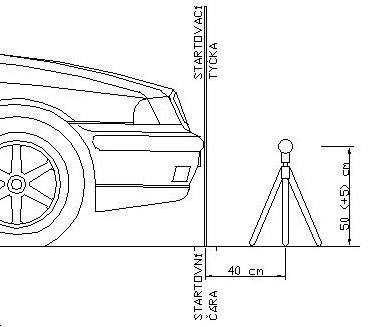 STARTOVACÍ
TYČKA
50 (+5) cm
40 cm
STARTOVNÍ
ČÁRA